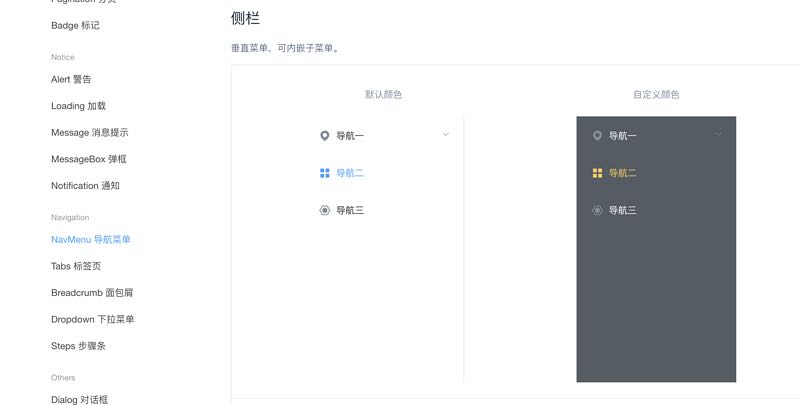 Pagination 分页
Badge 标记
Notice
Alert 警告
Loading 加载
Message 消息提示
MessageBox 弹框
Notification 通知
Navigation
NavMenu 导航菜单
Tabs 标签页
Breadcrumb 面包屑
Dropdown 下拉菜单
Steps 步骤条
Others
Dialog 对话框
侧栏
垂直菜单，可内嵌子菜单。
默认颜色
导航一
导航二
导航三
自定义颜色
导航一
导航二
导航三